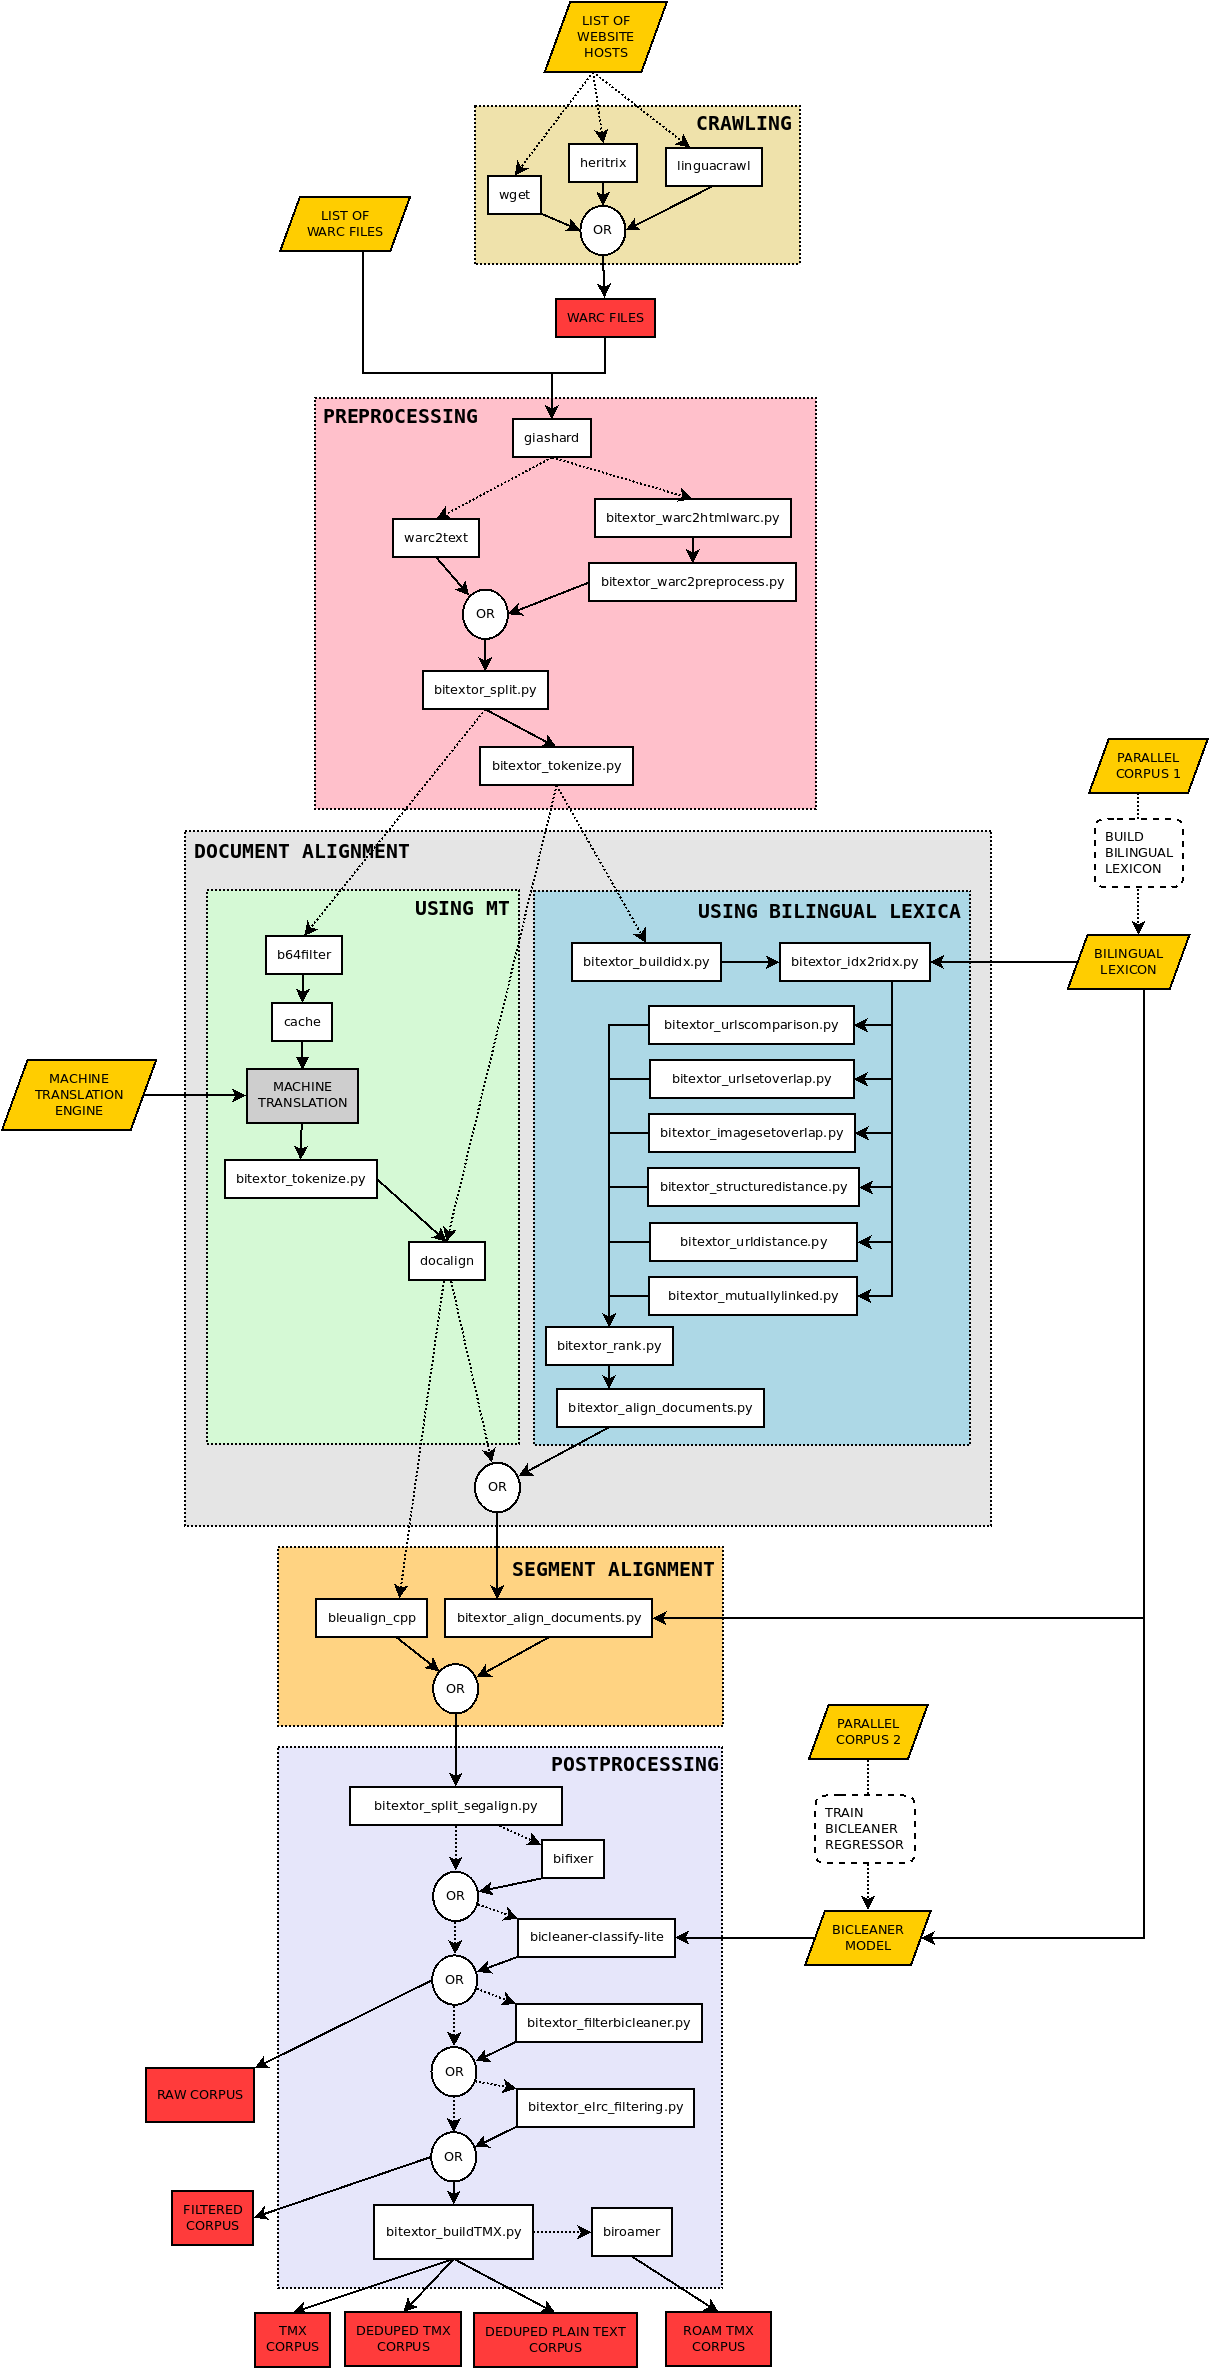 LIST OF
WEBSITE
HOSTS
CRAWLING
heritrix
linguacrawl
wget
OR
LIST OF
WARC FILES
WARC FILES
PREPROCESSING
giashard
bitextor_warc2htmlwarc.py
warc2text
bitextor_warc2preprocess.py
OR
bitextor_split.py
bitextor_tokenize.py
PARALLEL
CORPUS 1
BUILD
BILINGUAL
LEXICON
BILINGUAL
LEXICON
DOCUMENT ALIGNMENT
USING MT
b64filter
cache
MACHINE
TRANSLATION
ENGINE
MACHINE
TRANSLATION
bitextor_tokenize.py
docalign
USING BILINGUAL LEXICA
bitextor_buildidx.py
bitextor_idx2ridx.py
bitextor_urlscomparison.py
bitextor_urlsetoverlap.py
bitextor_imagesetoverlap.py
bitextor_structuredistance.py
bitextor_urldistance.py
bitextor_mutuallylinked.py
bitextor_rank.py
bitextor_align_documents.py
OR
SEGMENT ALIGNMENT
bleualign_cpp
bitextor_align_documents.py
OR
PARALLEL
CORPUS 2
TRAIN
BICLEANER
REGRESSOR
BICLEANER
MODEL
POSTPROCESSING
bitextor_split_segalign.py
bifixer
OR
bicleaner-classify-lite
OR
bitextor_filterbicleaner.py
OR
RAW CORPUS
bitextor_elrc_filtering.py
OR
FILTERED
CORPUS
bitextor_buildTMX.py
biroamer
TMX
CORPUS
DEDUPED TMX
CORPUS
DEDUPED PLAIN TEXT
CORPUS
ROAM TMX
CORPUS